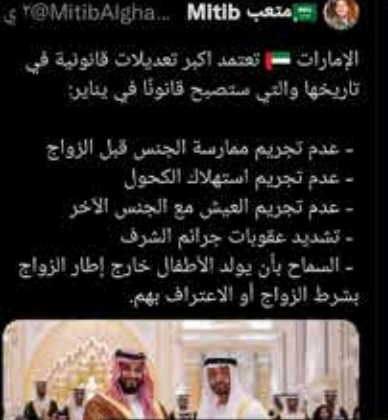 متعب Mitib @MitibAlgha...
الإمارات 🇦🇪 تعتمد اكبر تعديلات قانونية في
تاريخها والتي ستصبح قانونًا في يناير:
- عدم تجريم ممارسة الجنس قبل الزواج
- عدم تجريم استهلاك الكحول
- عدم تجريم العيش مع الجنس الآخر
- تشديد عقوبات جرائم الشرف
- السماح بأن يولد الأطفال خارج إطار الزواج
بشرط الزواج أو الاعتراف بهم.